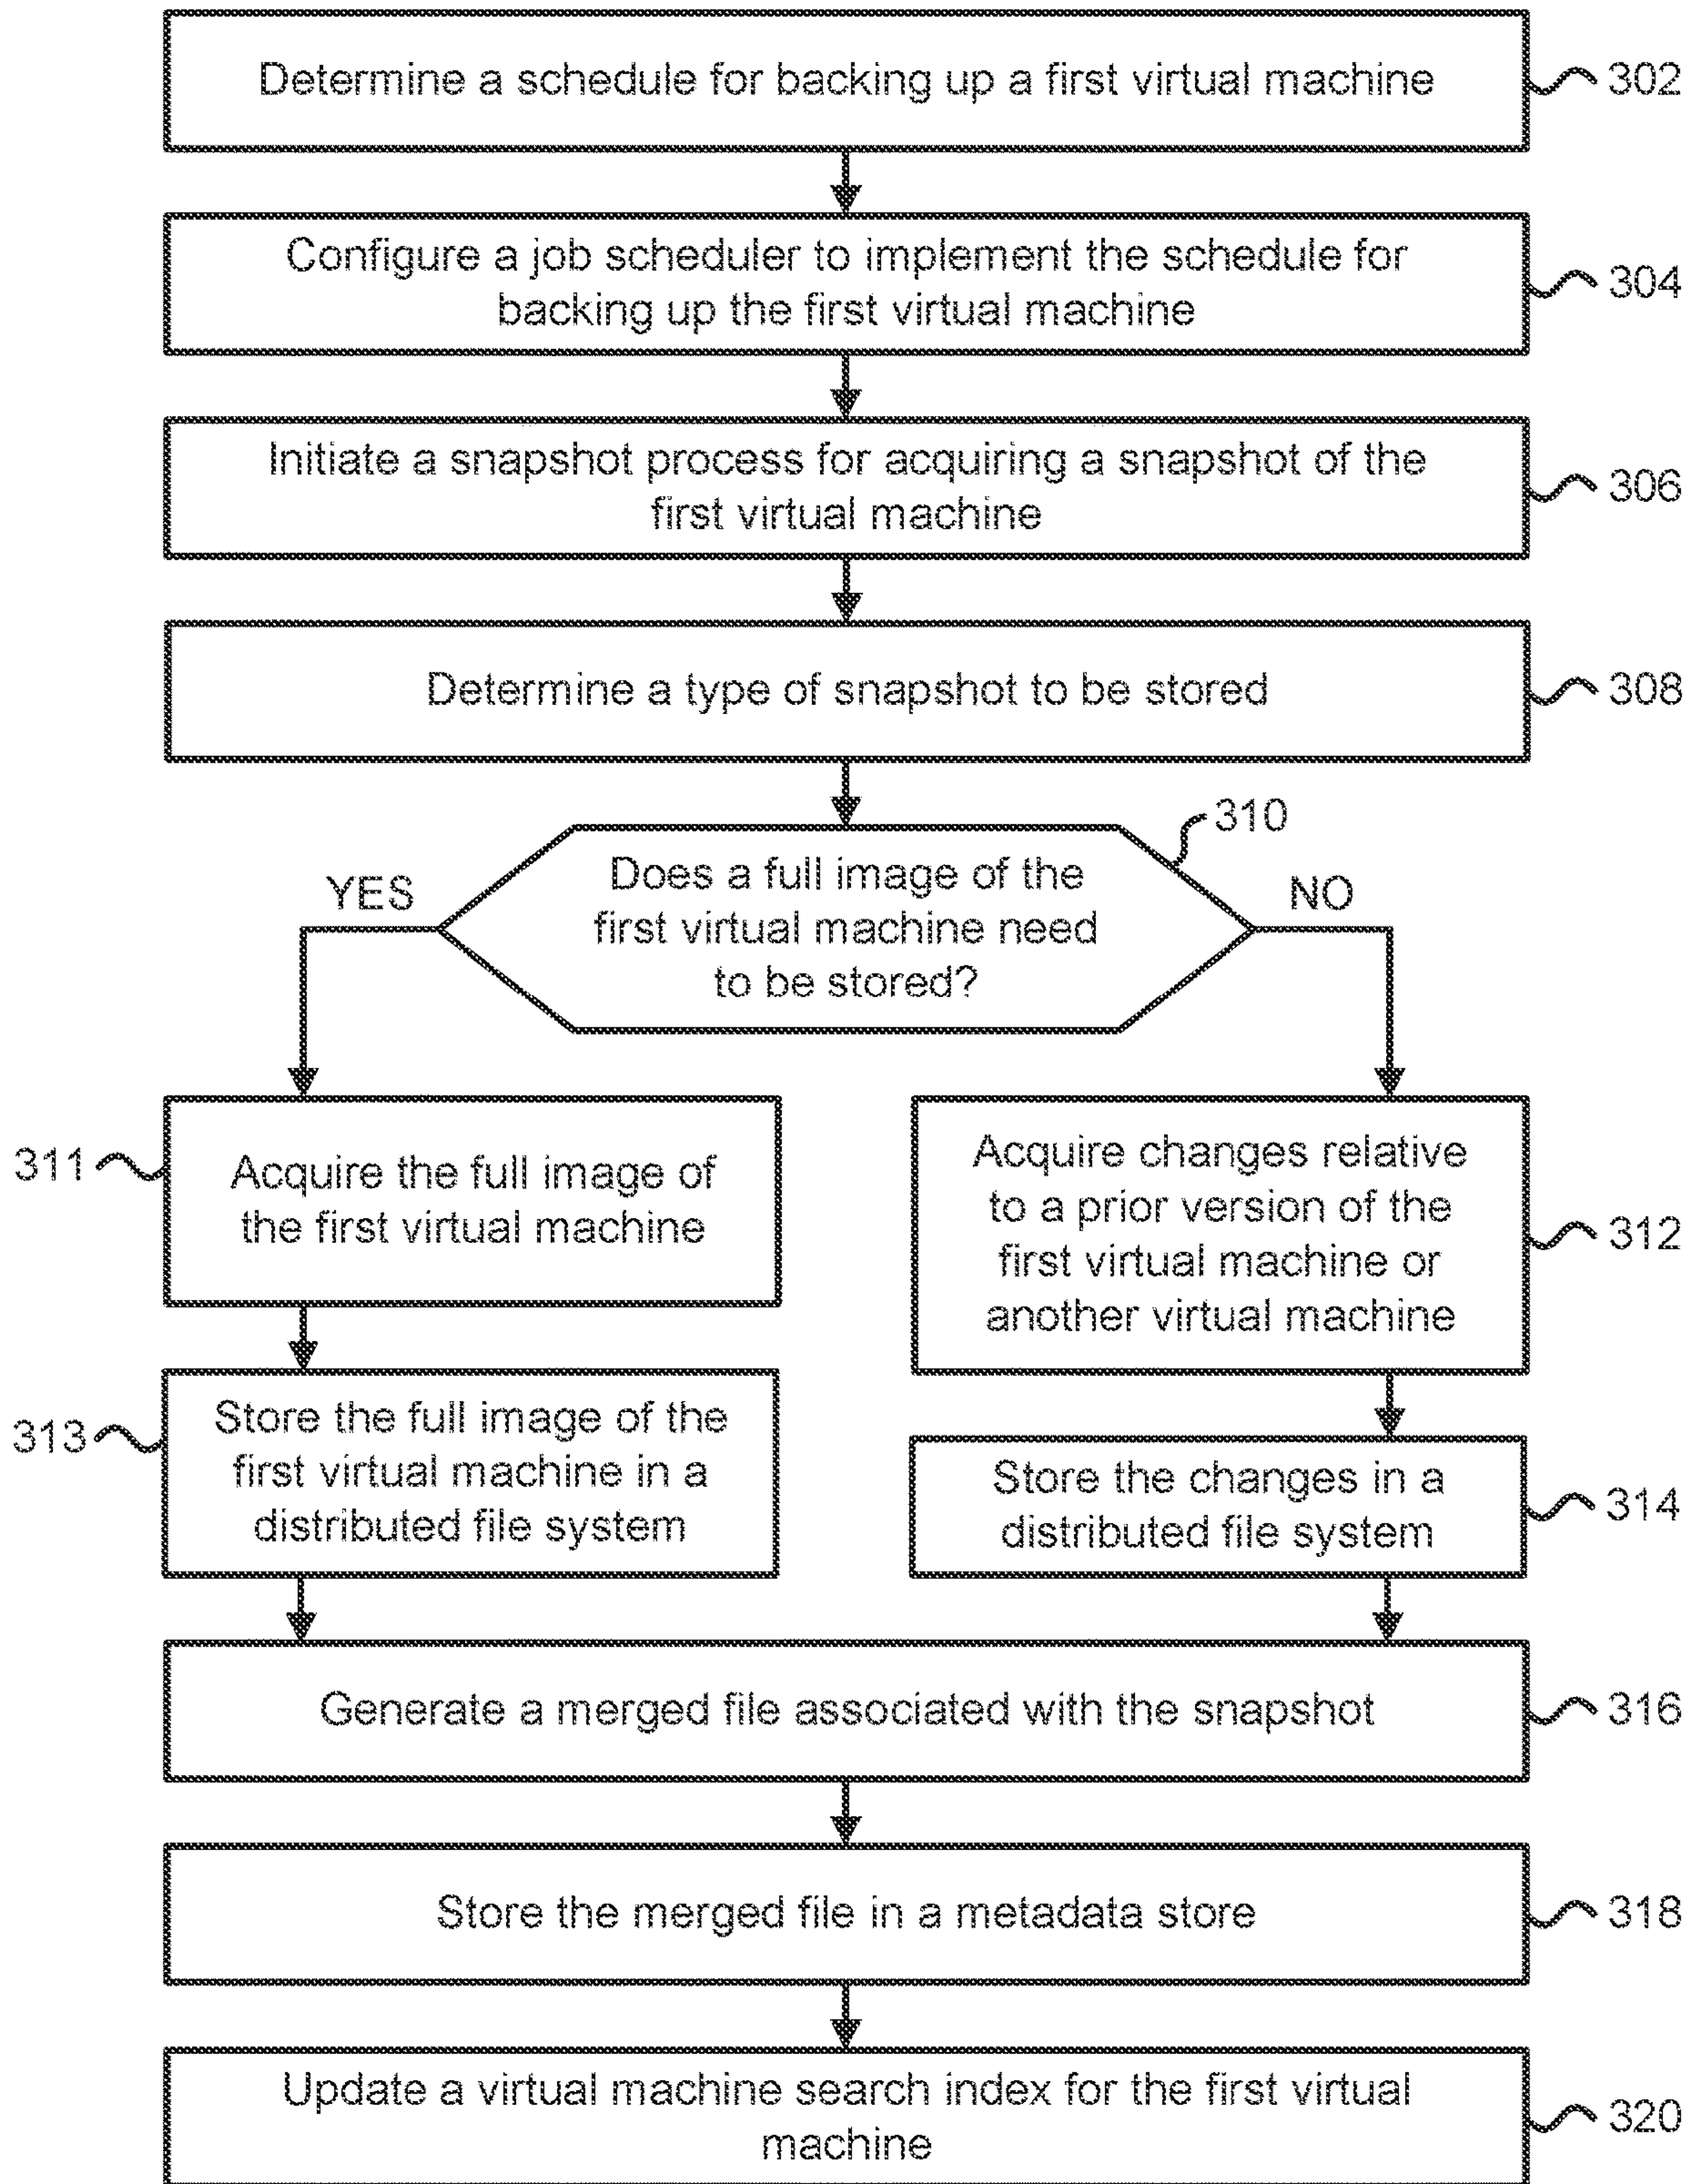 Determine a schedule for backing up a first virtual machine
302
Configure a job scheduler to implement the schedule for
backing up the first virtual machine
304
Initiate a snapshot process for acquiring a snapshot of the
first virtual machine
306
Determine a type of snapshot to be stored
308
310
Does a full image of the
first virtual machine need
to be stored?
YES
NO
311
Acquire the full image of
the first virtual machine
Acquire changes relative
to a prior version of the
first virtual machine or
another virtual machine
312
313
Store the full image of the
first virtual machine in a
distributed file system
Store the changes in a
distributed file system
314
Generate a merged file associated with the snapshot
316
Store the merged file in a metadata store
318
Update a virtual machine search index for the first virtual
machine
320